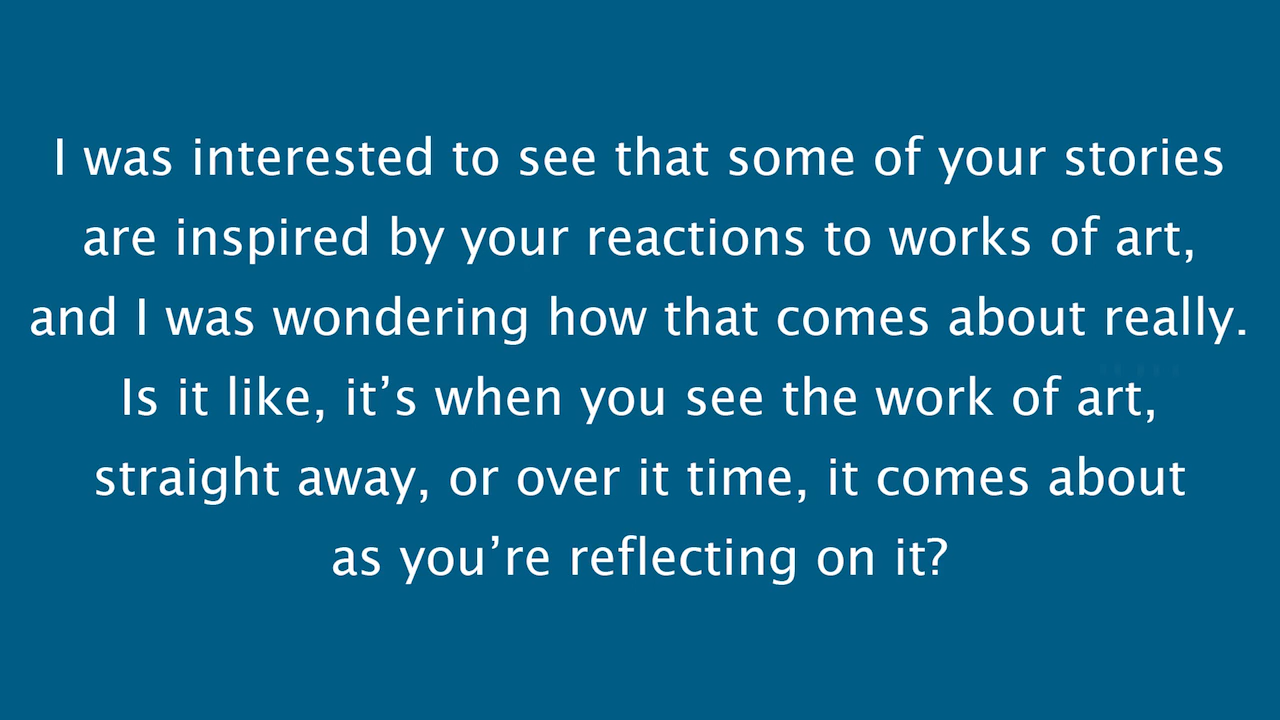 I was interested to see that some of your stories
are inspired by your reactions to works of art,
and I was wondering how that comes about really.
Is it like, it’s when you see the work of art,
straight away, or over it time, it comes about
as you’re reflecting on it?